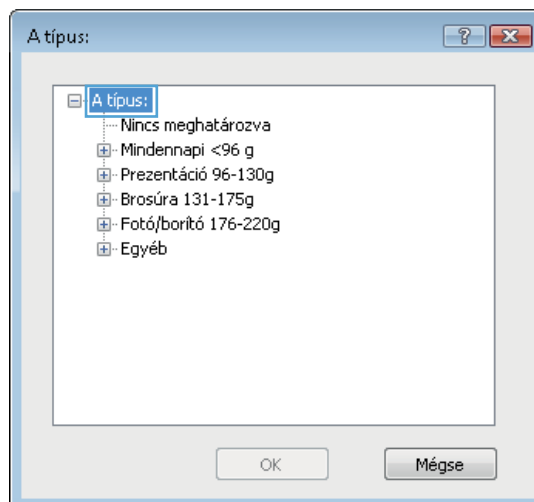 A típus:
A típus:
Nincs meghatározva
Mindennapi <96 g
Prezentáció 96-130g
Brosúra 131-175g
Fotó/borító 176-220g
Egyéb
OK Mégse